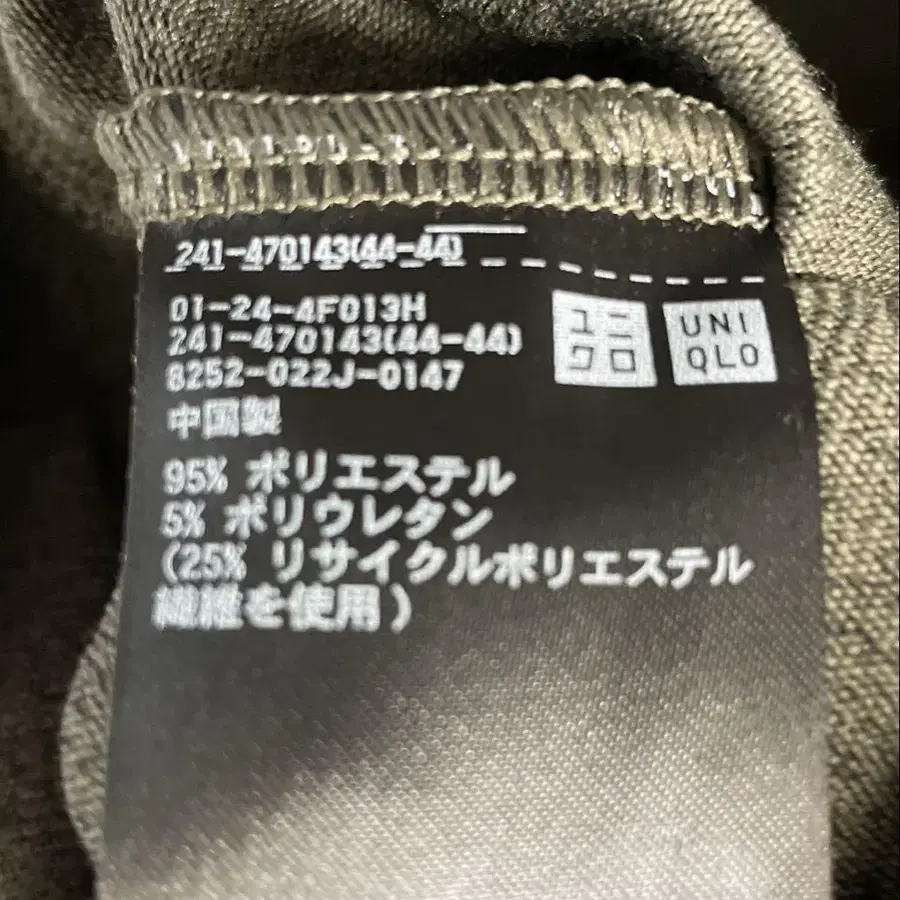 241-470143(44-44)
01-24-4F013H
241-470143(44-44)
8252-022J-0147
ユニ
クロ
UNI
QLO
中国製
95% ポリエステル
5% ポリウレタン
(25% リサイクルポリエステル
繊維を使用)